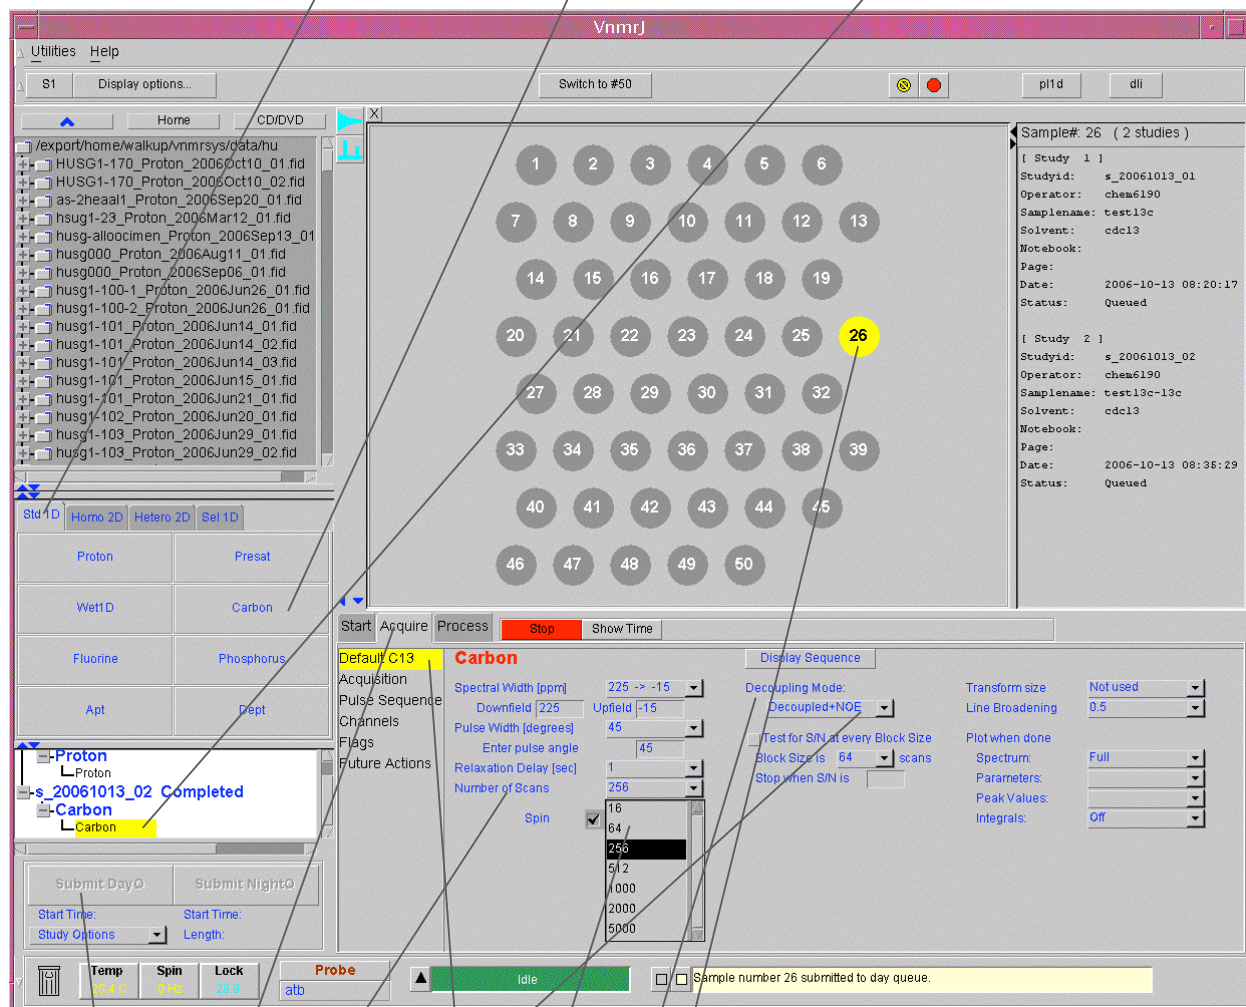 VnmrJ
Utilities Help
S1 Display options... Switch to #50 pl1d dli
Home CD/DVD
X
/export/home/walkup/vnmrsys/data/hu
HUSG1-170_Proton_2006Oct10_01.fid
HUSG1-170_Proton_2006Oct10_02.fid
as-2heaal1_Proton_2006Sep20_01.fid
hsug1-23_Proton_2006Mar12_01.fid
husg-alloocimen_Proton_2006Sep13_01
husg000_Proton_2006Aug11_01.fid
husg000_Proton_2006Sep06_01.fid
husg1-100-1_Proton_2006Jun26_01.fid
husg1-100-2_Proton_2006Jun26_01.fid
husg1-101_Proton_2006Jun14_01.fid
husg1-101_Proton_2006Jun14_02.fid
husg1-101_Proton_2006Jun14_03.fid
husg1-101_Proton_2006Jun15_01.fid
husg1-101_Proton_2006Jun21_01.fid
husg1-102_Proton_2006Jun20_01.fid
husg1-103_Proton_2006Jun29_01.fid
husg1-103_Proton_2006Jun29_02.fid
1 2 3 4 5 6
7 8 9 10 11 12 13
14 15 16 17 18 19
20 21 22 23 24 25 26
27 28 29 30 31 32
33 34 35 36 37 38 39
40 41 42 43 44 45
46 47 48 49 50
Sample#: 26 ( 2 studies )
[ Study 1 ]
Studyid: s_20061013_01
Operator: chem6190
Samplename: test13c
Solvent: cdcl3
Notebook:
Page:
Date: 2006-10-13 08:20:17
Status: Queued
[ Study 2 ]
Studyid: s_20061013_02
Operator: chem6190
Samplename: test13c-13c
Solvent: cdcl3
Notebook:
Page:
Date: 2006-10-13 08:35:29
Status: Queued
Std 1D Homo 2D Hetero 2D Sel 1D
Proton Presat
Wet1D Carbon
Fluorine Phosphorus
Apt Dept
Proton
Proton
s_20061013_02 Completed
Carbon
Carbon
Submit DayQ Submit NightQ
Start Time: Start Time:
Study Options Length:
Start Acquire Process Stop Show Time
Default C13
Acquisition
Pulse Sequence
Channels
Flags
Future Actions
Carbon
Spectral Width [ppm] 225 -> -15
Downfield 225 Upfield -15
Pulse Width [degrees] 45
Enter pulse angle 45
Relaxation Delay [sec] 1
Number of Scans 256
Spin
16
64
256
512
1000
2000
5000
Display Sequence
Decoupling Mode:
Decoupled+NOE
Test for S/N at every Block Size
Block Size is 64 scans
Stop when S/N is
Transform size Not used
Line Broadening 0.5
Plot when done
Spectrum: Full
Parameters:
Peak Values:
Integrals: Off
Temp Spin Lock
20.4 C 0 Hz 28.9
Probe
atb
Idle
Sample number 26 submitted to day queue.